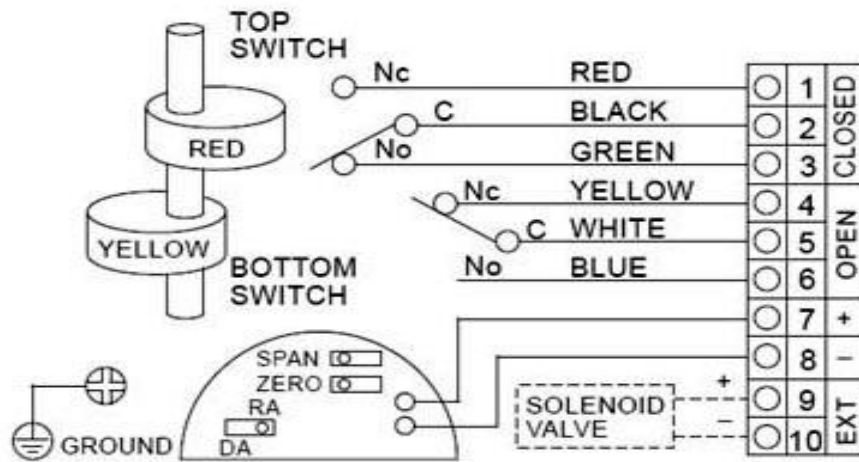 TOP
SWITCH
RED
YELLOW
BOTTOM
SWITCH
Nc RED 1
C BLACK 2
No GREEN 3
CLOSED
Nc YELLOW 4
C WHITE 5
No BLUE 6
OPEN
7 +
8 –
SPAN
ZERO
RA
DA
GROUND
SOLENOID
VALVE
+ 9
– 10
EXT